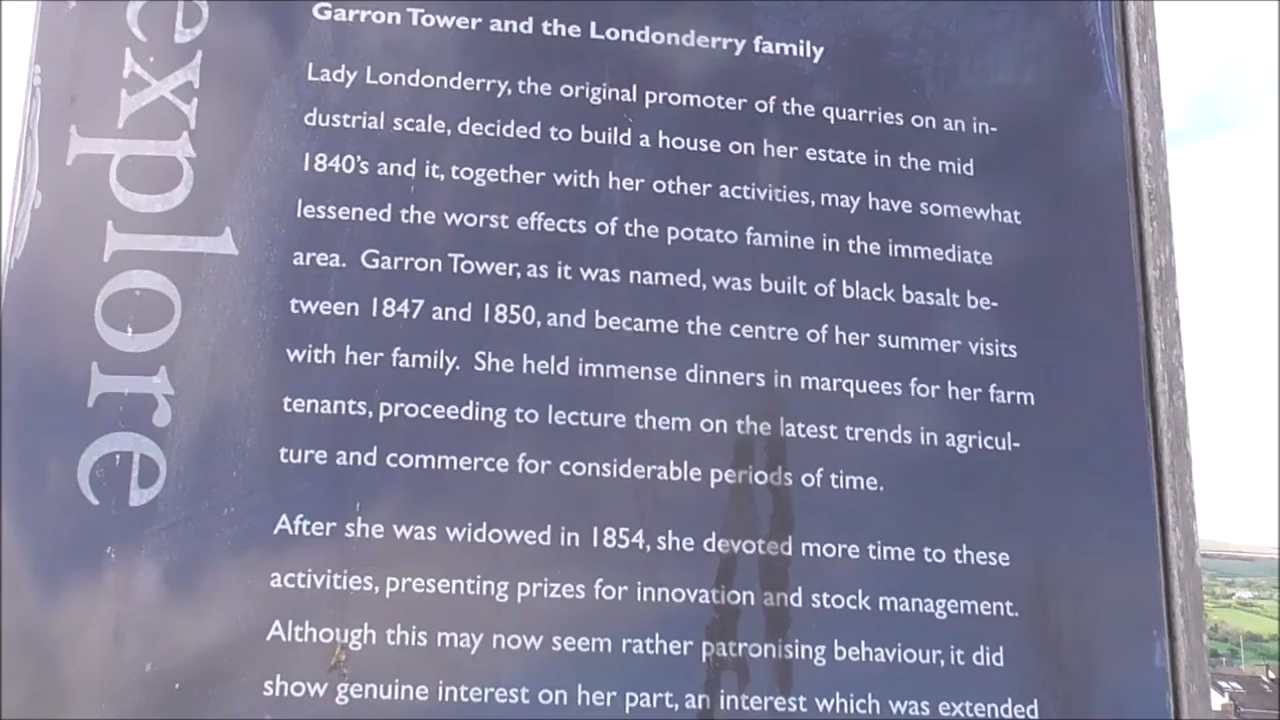 explore
Garron Tower and the Londonderry family
Lady Londonderry, the original promoter of the quarries on an in-
dustrial scale, decided to build a house on her estate in the mid
1840's and it, together with her other activities, may have somewhat
lessened the worst effects of the potato famine in the immediate
area. Garron Tower, as it was named, was built of black basalt be-
tween 1847 and 1850, and became the centre of her summer visits
with her family. She held immense dinners in marquees for her farm
tenants, proceeding to lecture them on the latest trends in agricul-
ture and commerce for considerable periods of time.
After she was widowed in 1854, she devoted more time to these
activities, presenting prizes for innovation and stock management.
Although this may now seem rather patronising behaviour, it did
show genuine interest on her part, an interest which was extended